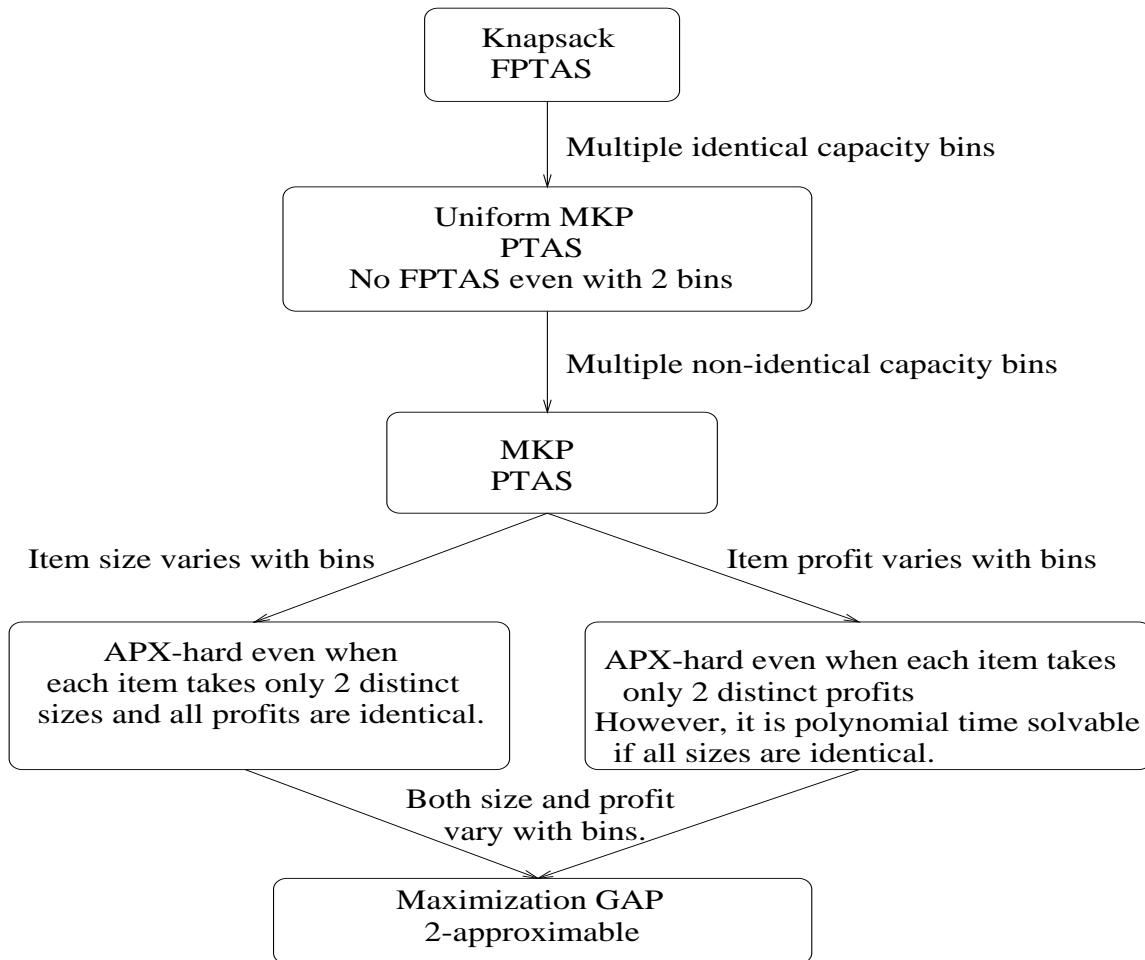 Knapsack
FPTAS
Multiple identical capacity bins
Uniform MKP
PTAS
No FPTAS even with 2 bins
Multiple non-identical capacity bins
MKP
PTAS
Item size varies with bins
Item profit varies with bins
APX-hard even when
each item takes only 2 distinct
sizes and all profits are identical.
APX-hard even when each item takes
only 2 distinct profits
However, it is polynomial time solvable
if all sizes are identical.
Both size and profit
vary with bins.
Maximization GAP
2-approximable